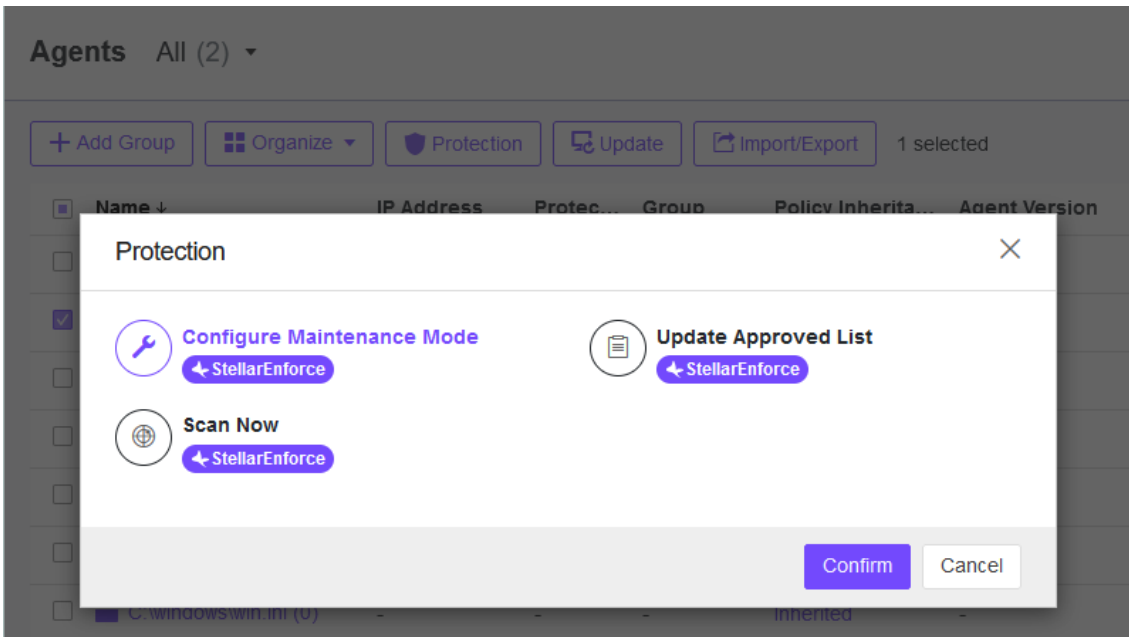 Agents All (2)
Add Group Organize Protection Update Import/Export 1 selected
Name IP Address Protec... Group Policy Inherita... Agent Version
Protection
Configure Maintenance Mode
StellarEnforce
Update Approved List
StellarEnforce
Scan Now
StellarEnforce
Confirm Cancel
C:\windows\win.ini (0) - - - Inherited -